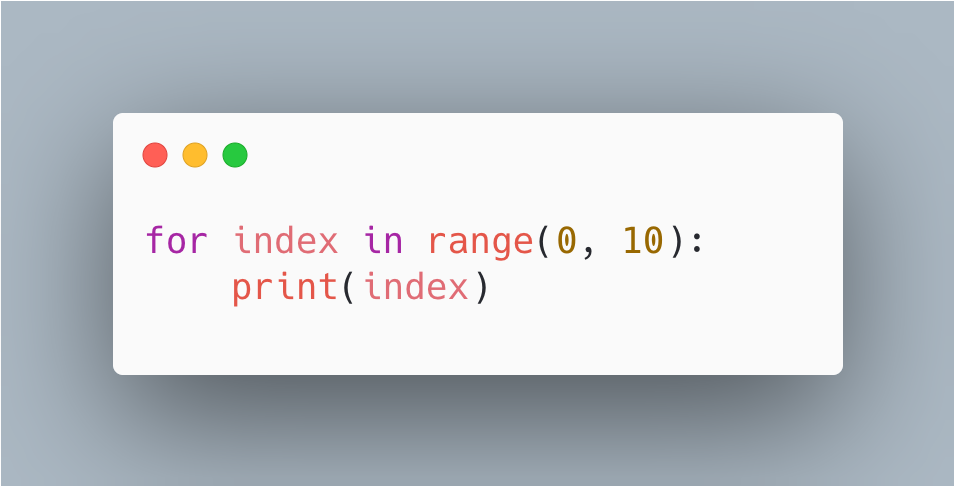 for index in range(0, 10):
    print(index)